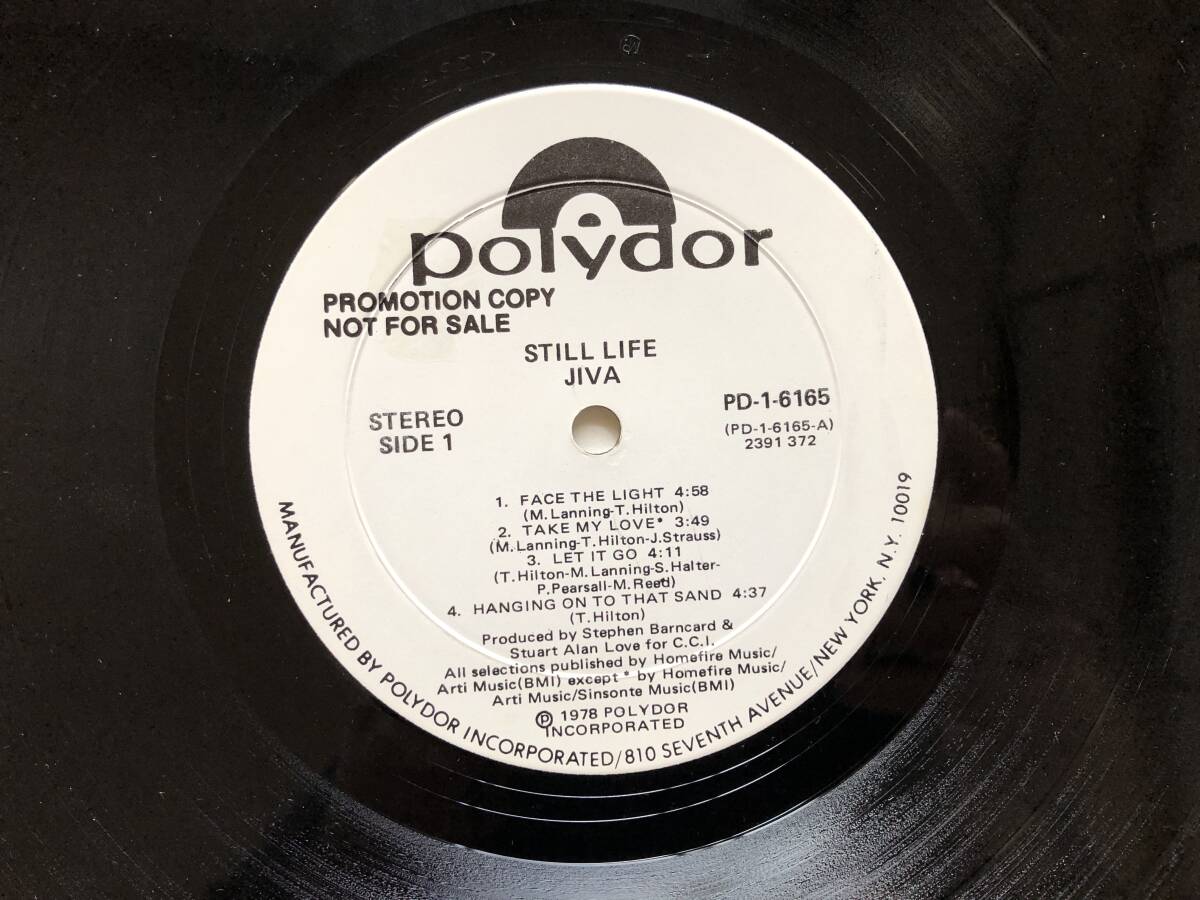 polydor
PROMOTION COPY
NOT FOR SALE
STILL LIFE
JIVA
STEREO
SIDE 1
PD-1-6165
(PD-1-6165-A)
2391 372
1. FACE THE LIGHT 4:58
(M.Lanning-T.Hilton)
2. TAKE MY LOVE* 3:49
(M.Lanning-T.Hilton-J.Strauss)
3. LET IT GO 4:11
(T.Hilton-M.Lanning-S.Halter-
P.Pearsall-M.Reed)
4. HANGING ON TO THAT SAND 4:37
(T.Hilton)
Produced by Stephen Barncard &
Stuart Alan Love for C.C.I.
All selections published by Homefire Music/
Arti Music(BMI) except * by Homefire Music/
Arti Music/Sinsonte Music(BMI)
℗ 1978 POLYDOR
INCORPORATED
MANUFACTURED BY POLYDOR INCORPORATED/810 SEVENTH AVENUE/NEW YORK, N.Y. 10019